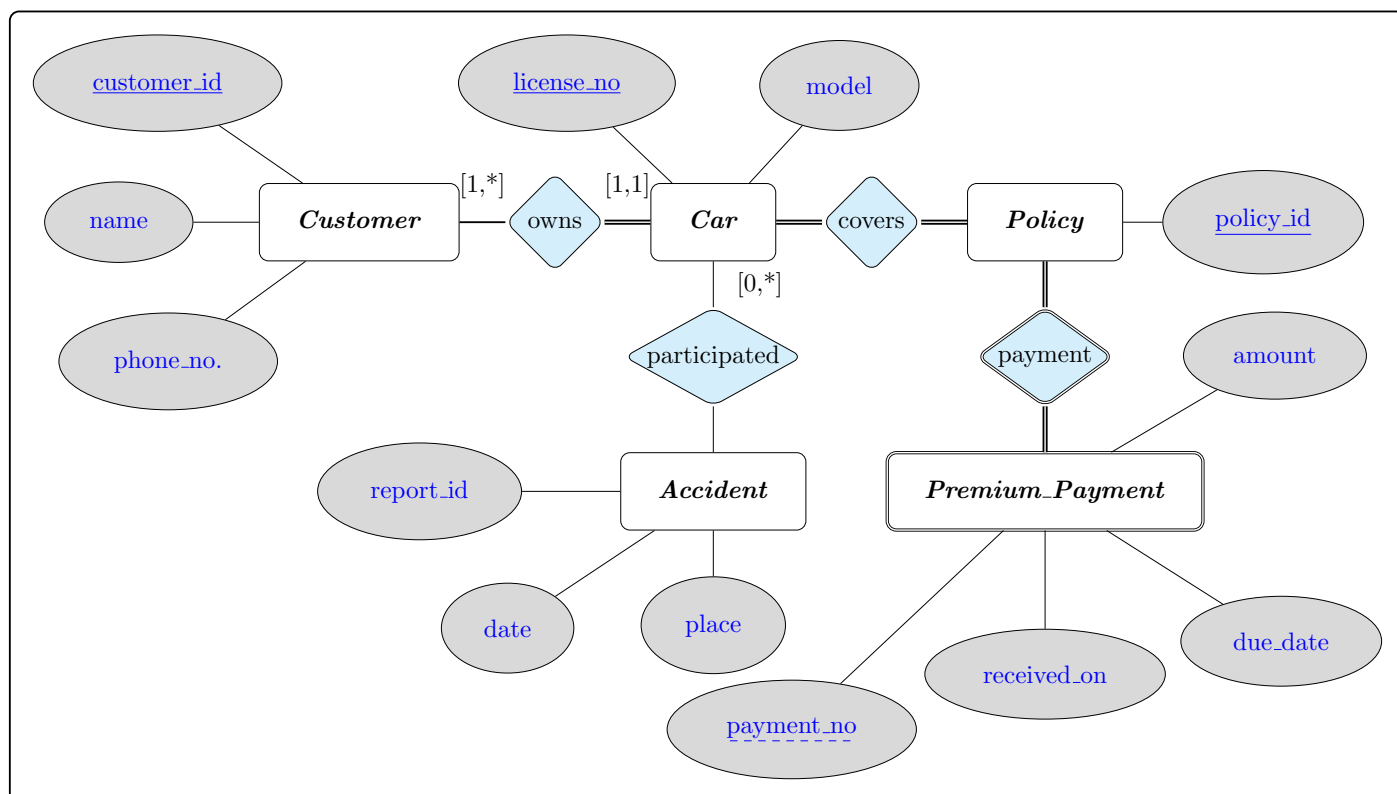 customer_id
license_no
model
name
Customer
[1,*]
owns
[1,1]
Car
covers
Policy
policy_id
[0,*]
phone_no.
participated
payment
amount
report_id
Accident
Premium_Payment
date
place
due_date
received_on
payment_no